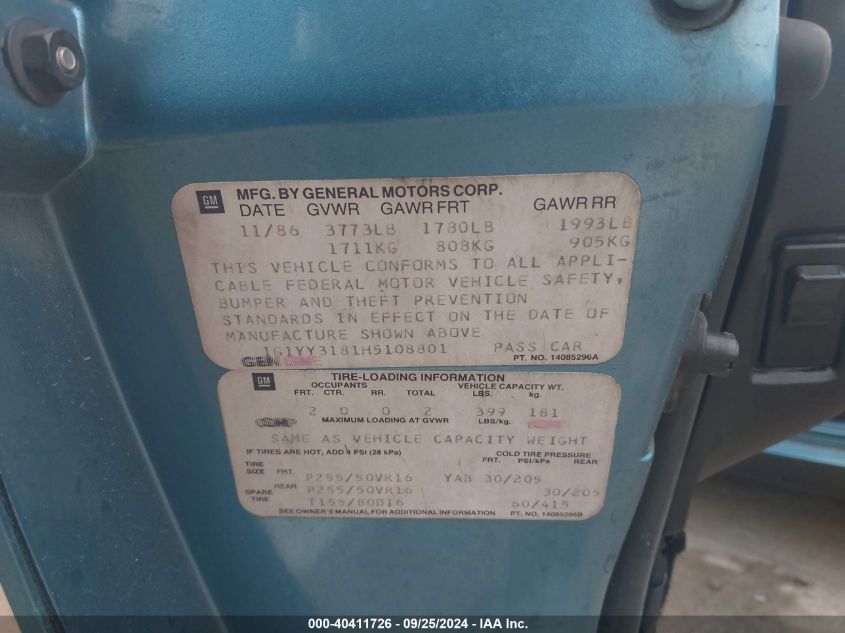 GM MFG. BY GENERAL MOTORS CORP.
DATE GVWR GAWR FRT GAWR RR
11/86 3773LB 1780LB 1993LB
1711KG 808KG 905KG
THIS VEHICLE CONFORMS TO ALL APPLI-
CABLE FEDERAL MOTOR VEHICLE SAFETY,
BUMPER AND THEFT PREVENTION
STANDARDS IN EFFECT ON THE DATE OF
MANUFACTURE SHOWN ABOVE.
1G1YY3181H5108801 PASS CAR
PT. NO. 14085296A
GM TIRE-LOADING INFORMATION
OCCUPANTS VEHICLE CAPACITY WT.
FRT. CTR. RR. TOTAL LBS. kg.
2 0 0 2 399 181
MAXIMUM LOADING AT GVWR LBS/kg.
SAME AS VEHICLE CAPACITY WEIGHT
IF TIRES ARE HOT, ADD 4 PSI (28 kPa) COLD TIRE PRESSURE
TIRE SIZE FRT. FRT. PSI/kPa REAR
P255/50VR16 YAB 30/205
REAR P255/50VR16 30/205
SPARE TIRE T155/80D16 60/415
SEE OWNER'S MANUAL FOR ADDITIONAL INFORMATION PT. NO. 14085298B
000-40411726 - 09/25/2024 - IAA Inc.